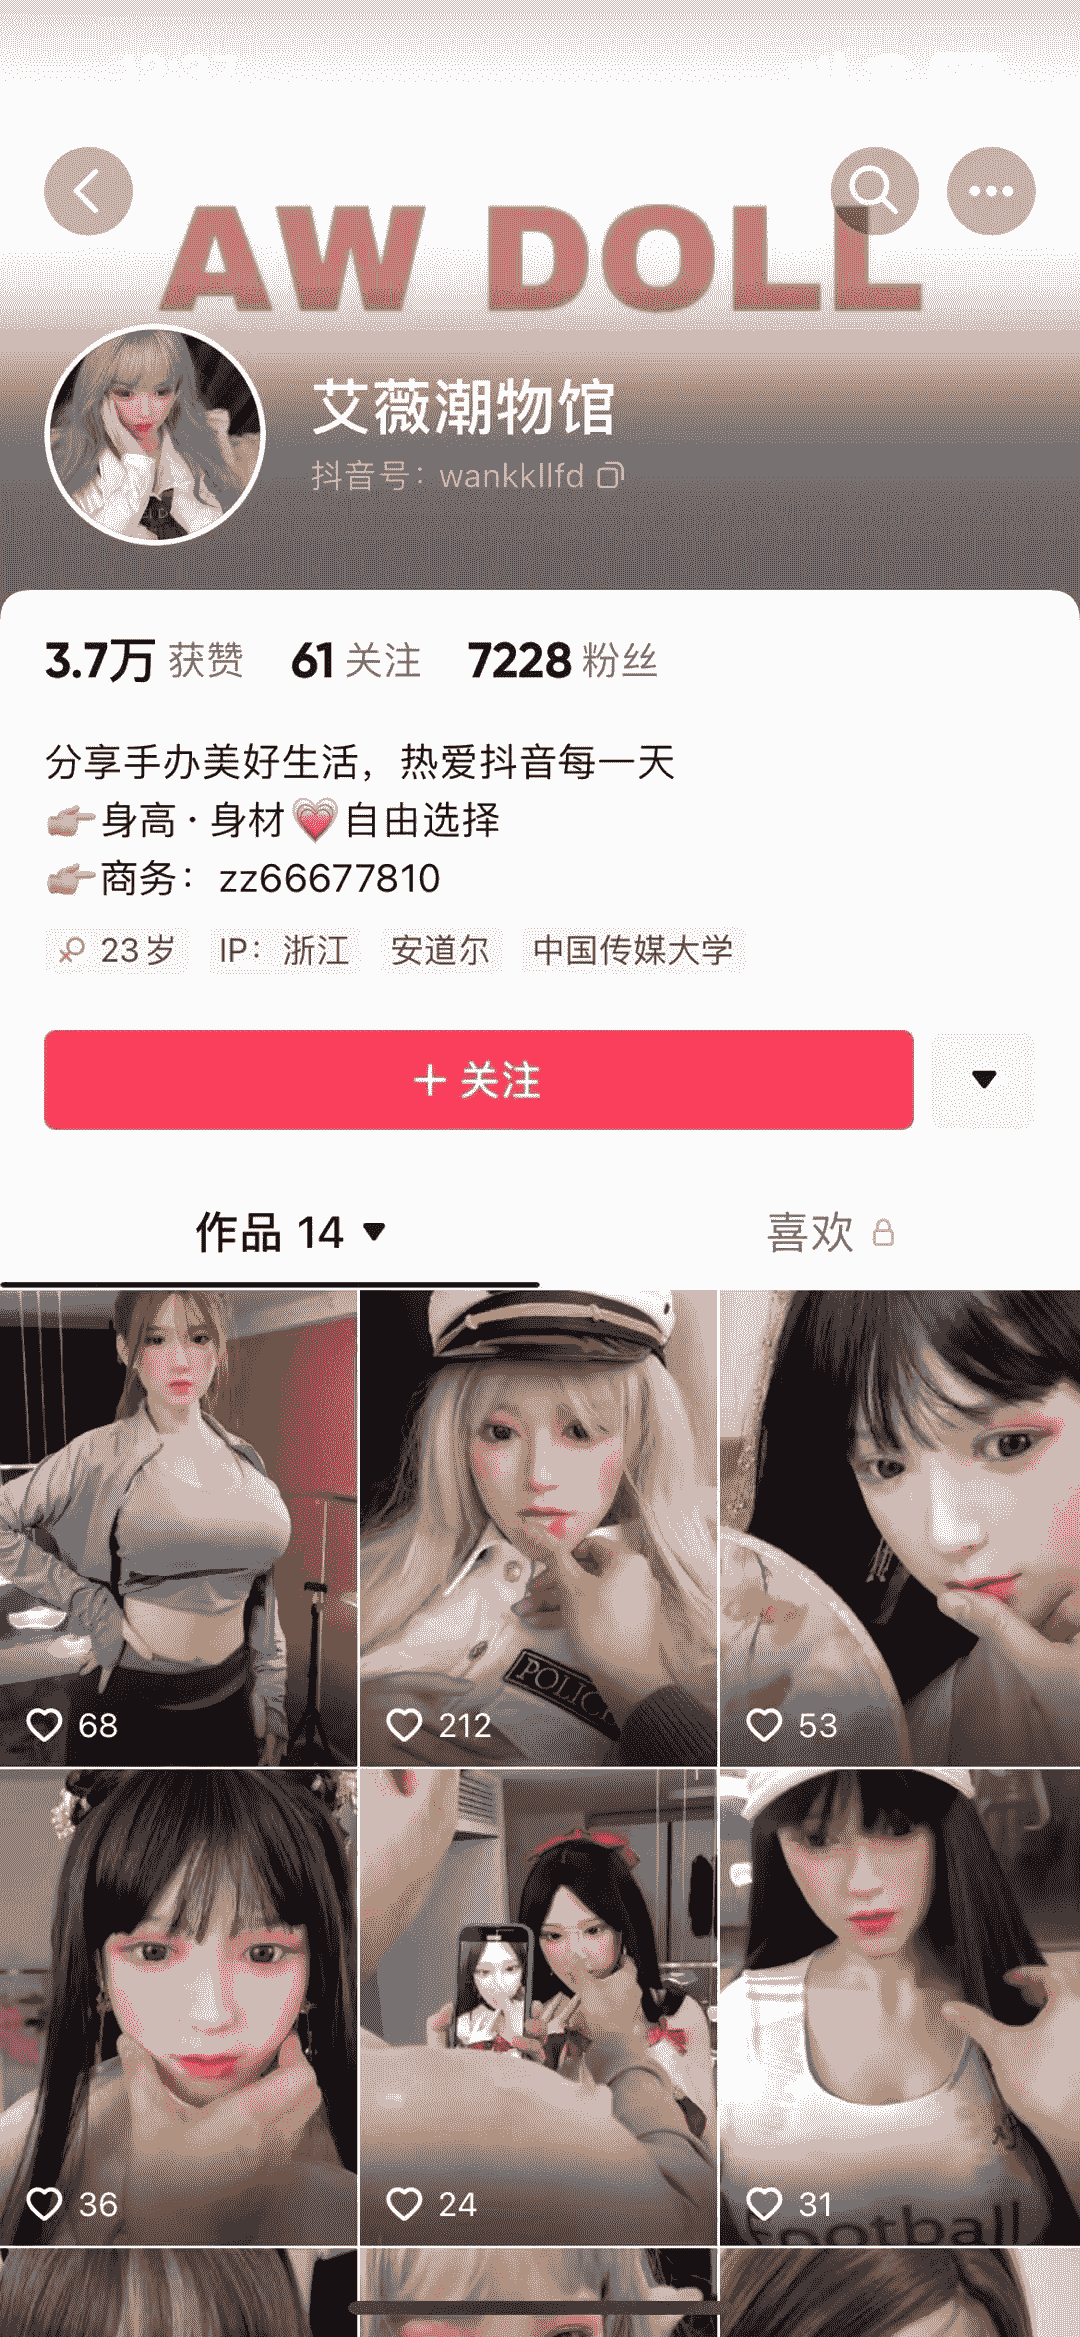 AW DOLL
艾薇潮物馆
抖音号：wankkllfd
3.7万 获赞 61 关注 7228 粉丝
分享手办美好生活，热爱抖音每一天
👉身高·身材💗自由选择
👉商务：zz66677810
23岁 IP：浙江 安道尔 中国传媒大学
+ 关注
作品 14 喜欢
POLIC
68 212 53
36 24 31
football